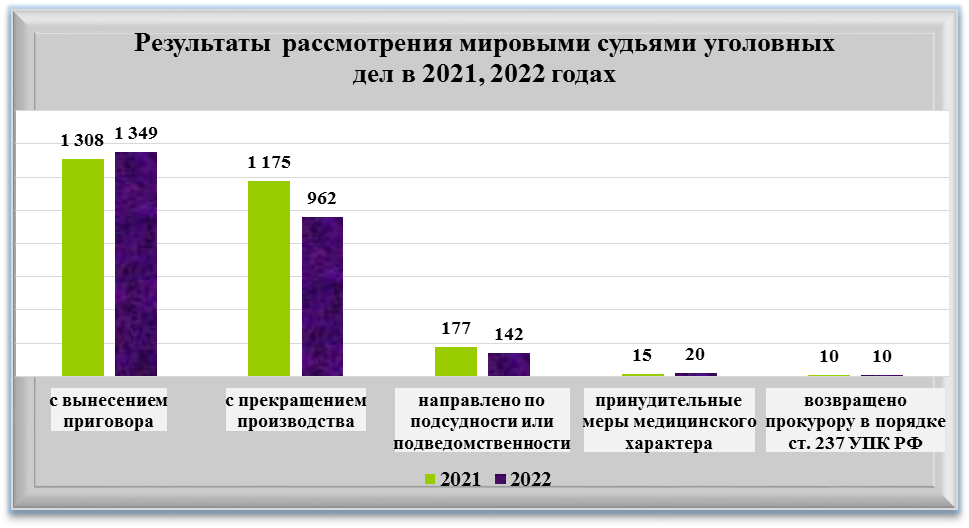 Результаты рассмотрения мировыми судьями уголовных
дел в 2021, 2022 годах
1 308
1 349
1 175
962
177
142
15
20
10
10
с вынесением
приговора
с прекращением
производства
направлено по
подсудности или
подведомственности
принудительные
меры медицинского
характера
возвращено
прокурору в порядке
ст. 237 УПК РФ
2021
2022